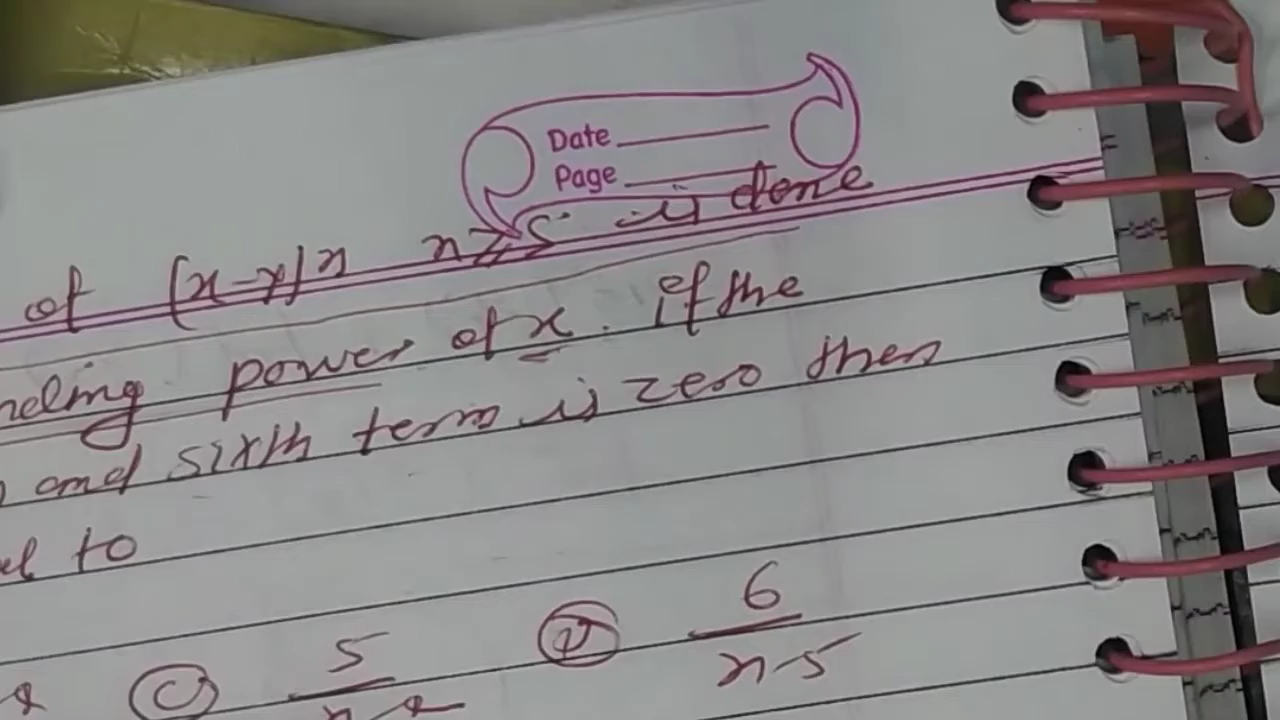 Date
Page
of (x-y)n n≥5 is done
power of x. if the
and sixth term is zero then
to
C 5 D 6
n-5